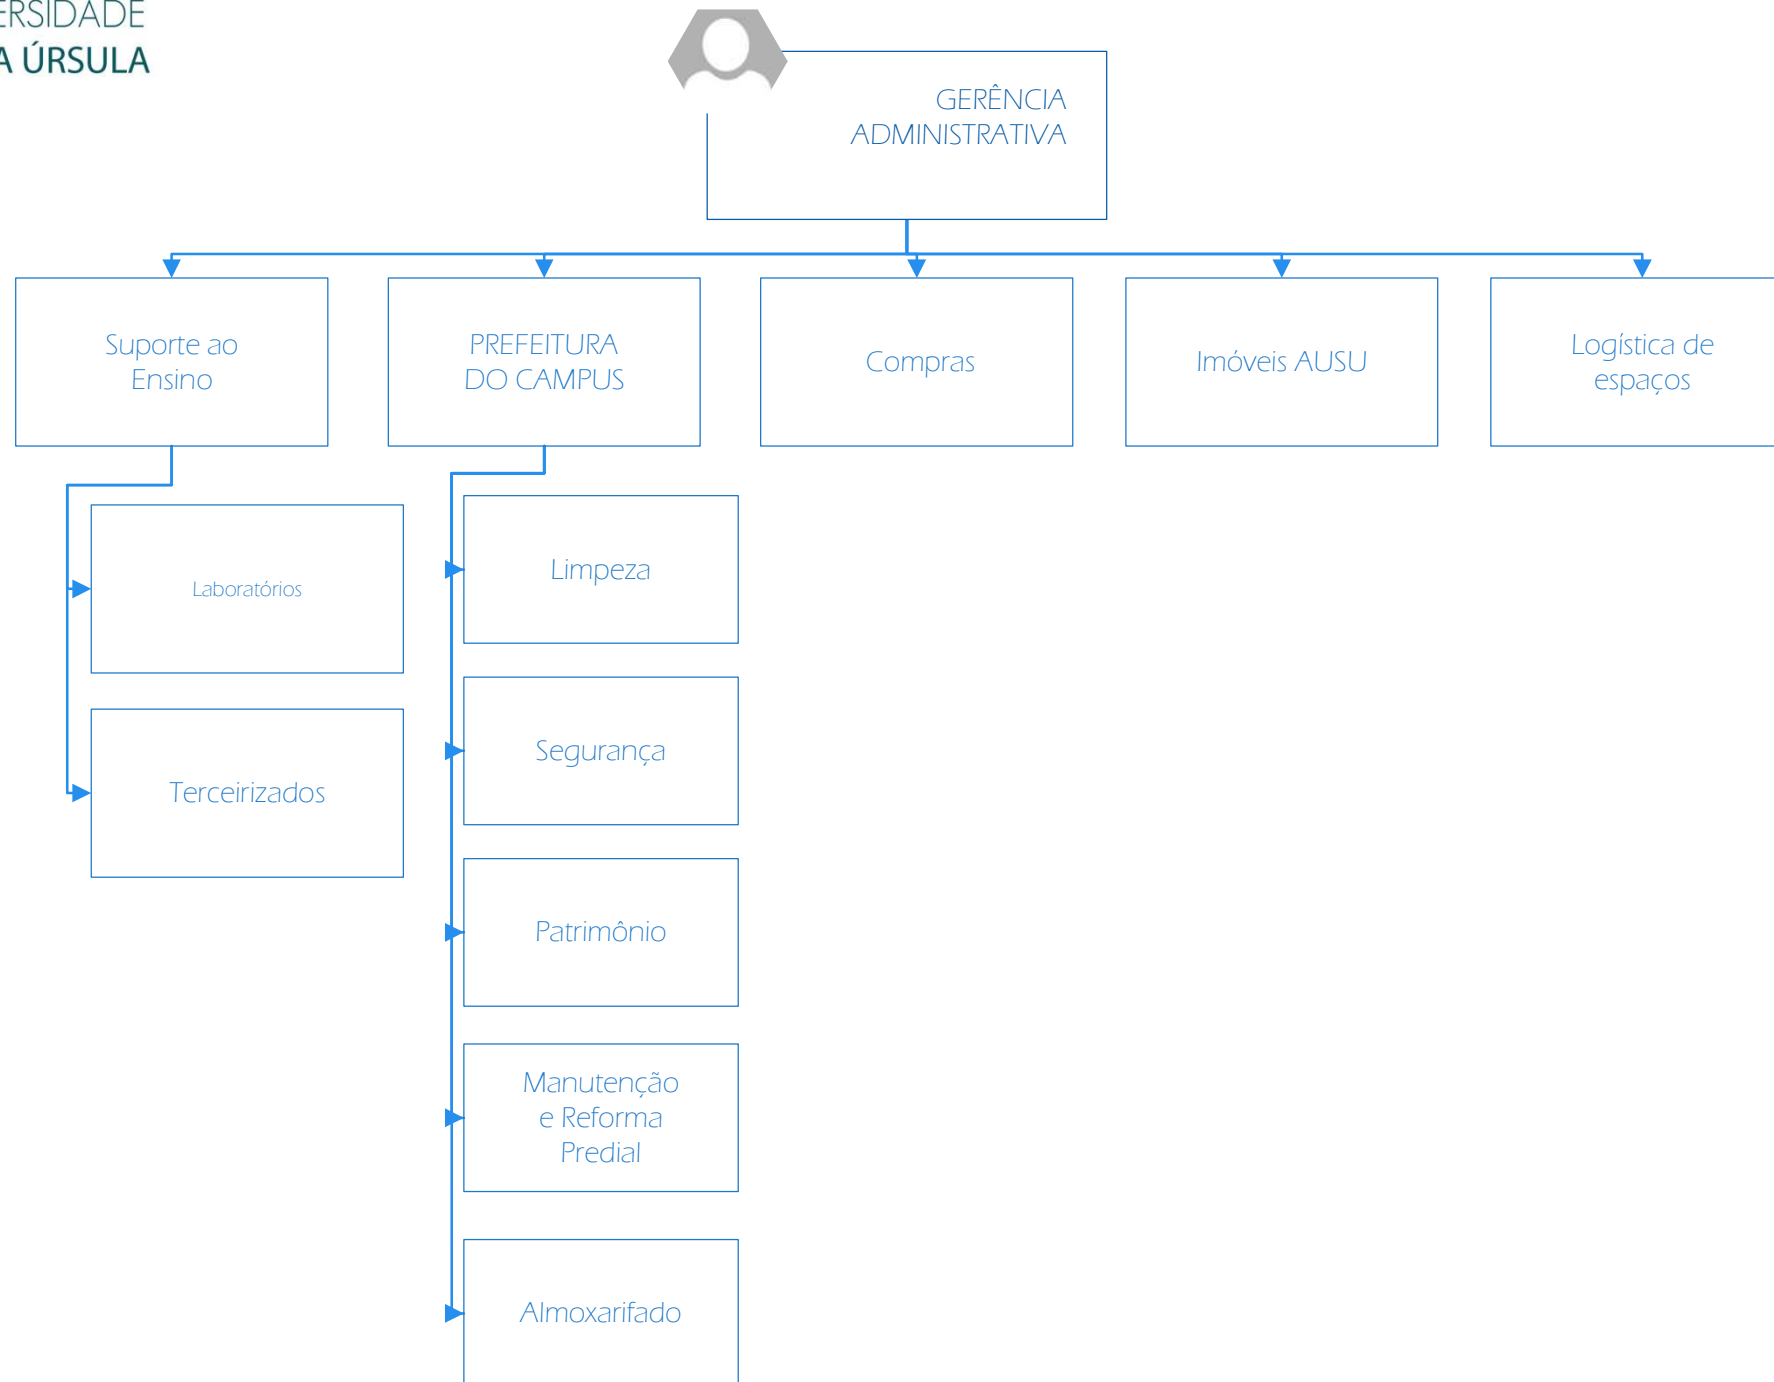 ERSIDADE
A ÚRSULA
GERÊNCIA
ADMINISTRATIVA
Suporte ao
Ensino
PREFEITURA
DO CAMPUS
Compras
Imóveis AUSU
Logística de
espaços
Laboratórios
Terceirizados
Limpeza
Segurança
Patrimônio
Manutenção
e Reforma
Predial
Almoxarifado